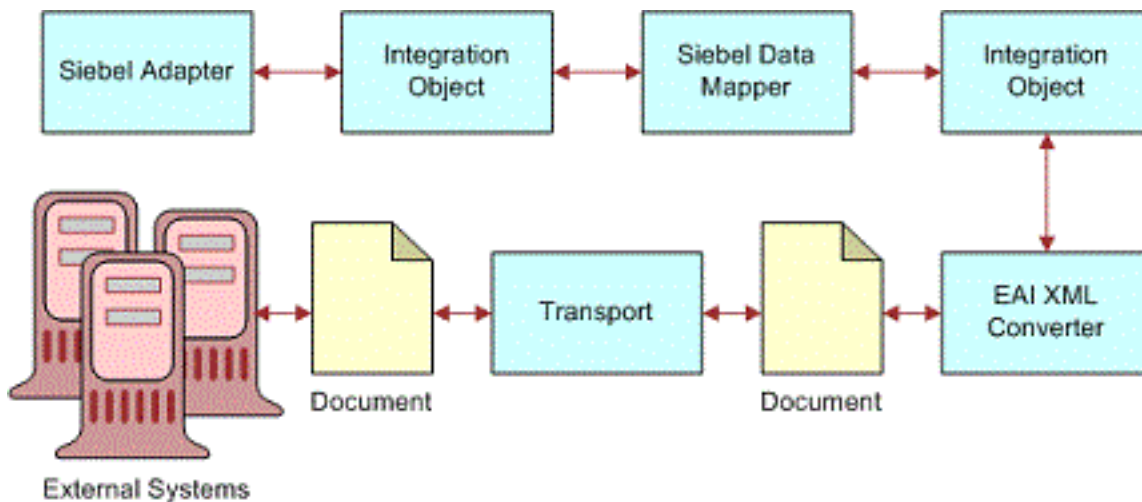 Siebel Adapter
Integration
Object
Siebel Data
Mapper
Integration
Object
Transport
EAI XML
Converter
Document
Document
External Systems